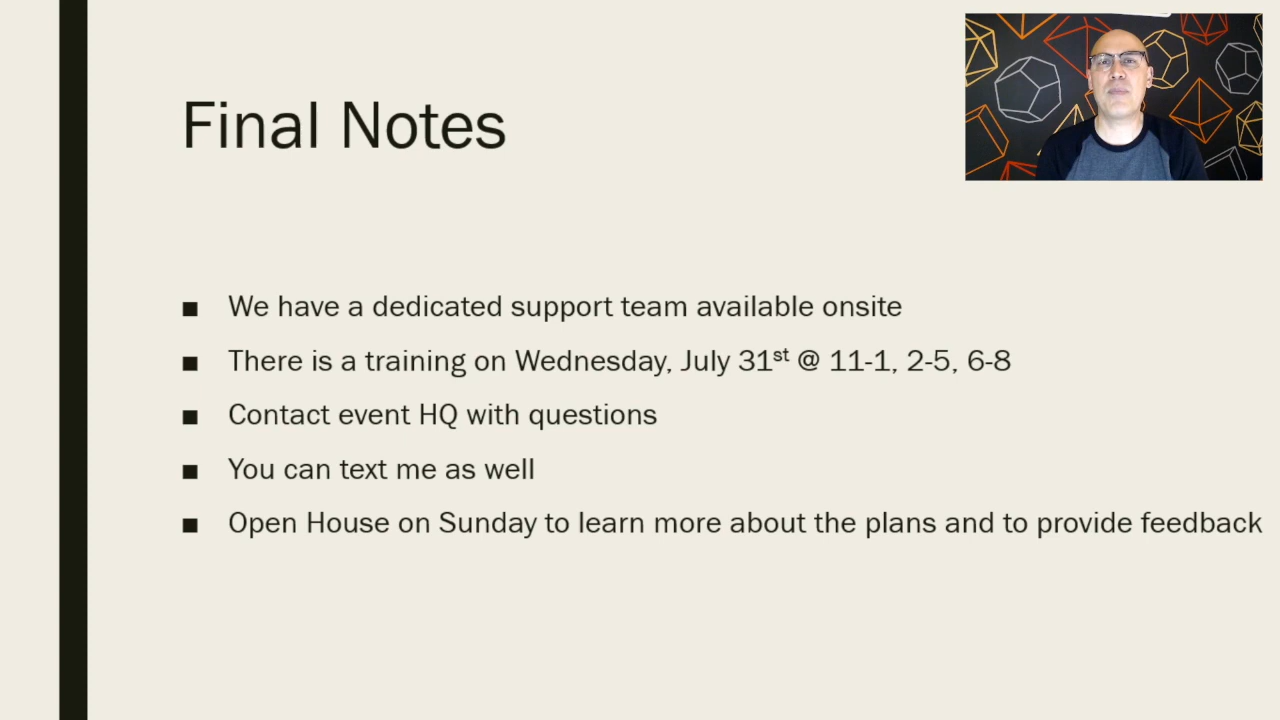 Final Notes
■ We have a dedicated support team available onsite
■ There is a training on Wednesday, July 31st @ 11-1, 2-5, 6-8
■ Contact event HQ with questions
■ You can text me as well
■ Open House on Sunday to learn more about the plans and to provide feedback